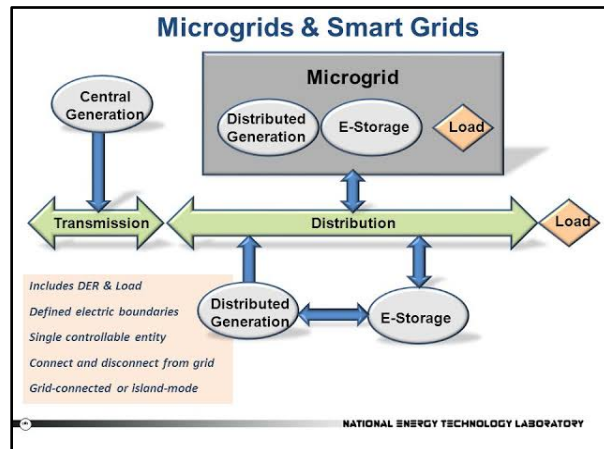 Microgrids & Smart Grids
Microgrid
Central
Generation
Distributed
Generation
E-Storage
Load
Transmission
Distribution
Load
Includes DER & Load
Defined electric boundaries
Single controllable entity
Connect and disconnect from grid
Grid-connected or island-mode
Distributed
Generation
E-Storage
NATIONAL ENERGY TECHNOLOGY LABORATORY